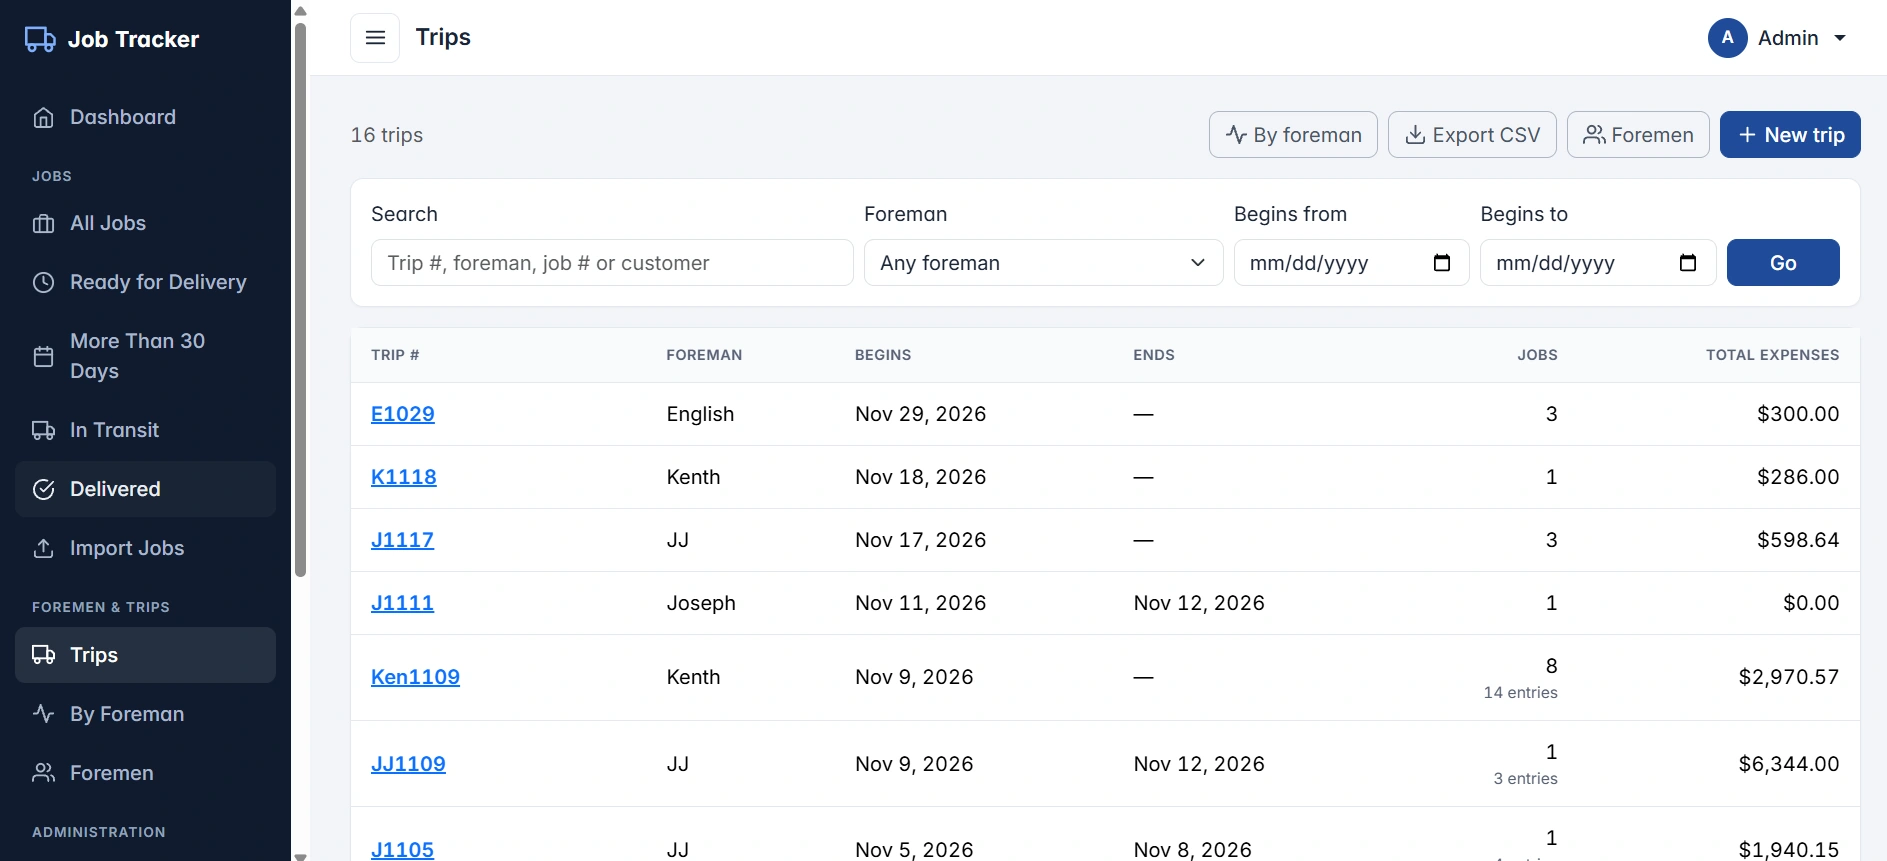 Job Tracker
Trips
A
Admin
Dashboard
JOBS
All Jobs
Ready for Delivery
More Than 30
Days
In Transit
Delivered
Import Jobs
FOREMEN & TRIPS
Trips
By Foreman
Foremen
ADMINISTRATION
16 trips
By foreman
Export CSV
Foremen
+ New trip
Search
Foreman
Begins from
Begins to
Trip #, foreman, job # or customer
Any foreman
mm/dd/yyyy
mm/dd/yyyy
Go
TRIP # FOREMAN BEGINS ENDS JOBS TOTAL EXPENSES
E1029 English Nov 29, 2026 — 3 $300.00
K1118 Kenth Nov 18, 2026 — 1 $286.00
J1117 JJ Nov 17, 2026 — 3 $598.64
J1111 Joseph Nov 11, 2026 Nov 12, 2026 1 $0.00
Ken1109 Kenth Nov 9, 2026 — 8 $2,970.57
14 entries
JJ1109 JJ Nov 9, 2026 Nov 12, 2026 1 $6,344.00
3 entries
J1105 JJ Nov 5, 2026 Nov 8, 2026 1 $1,940.15